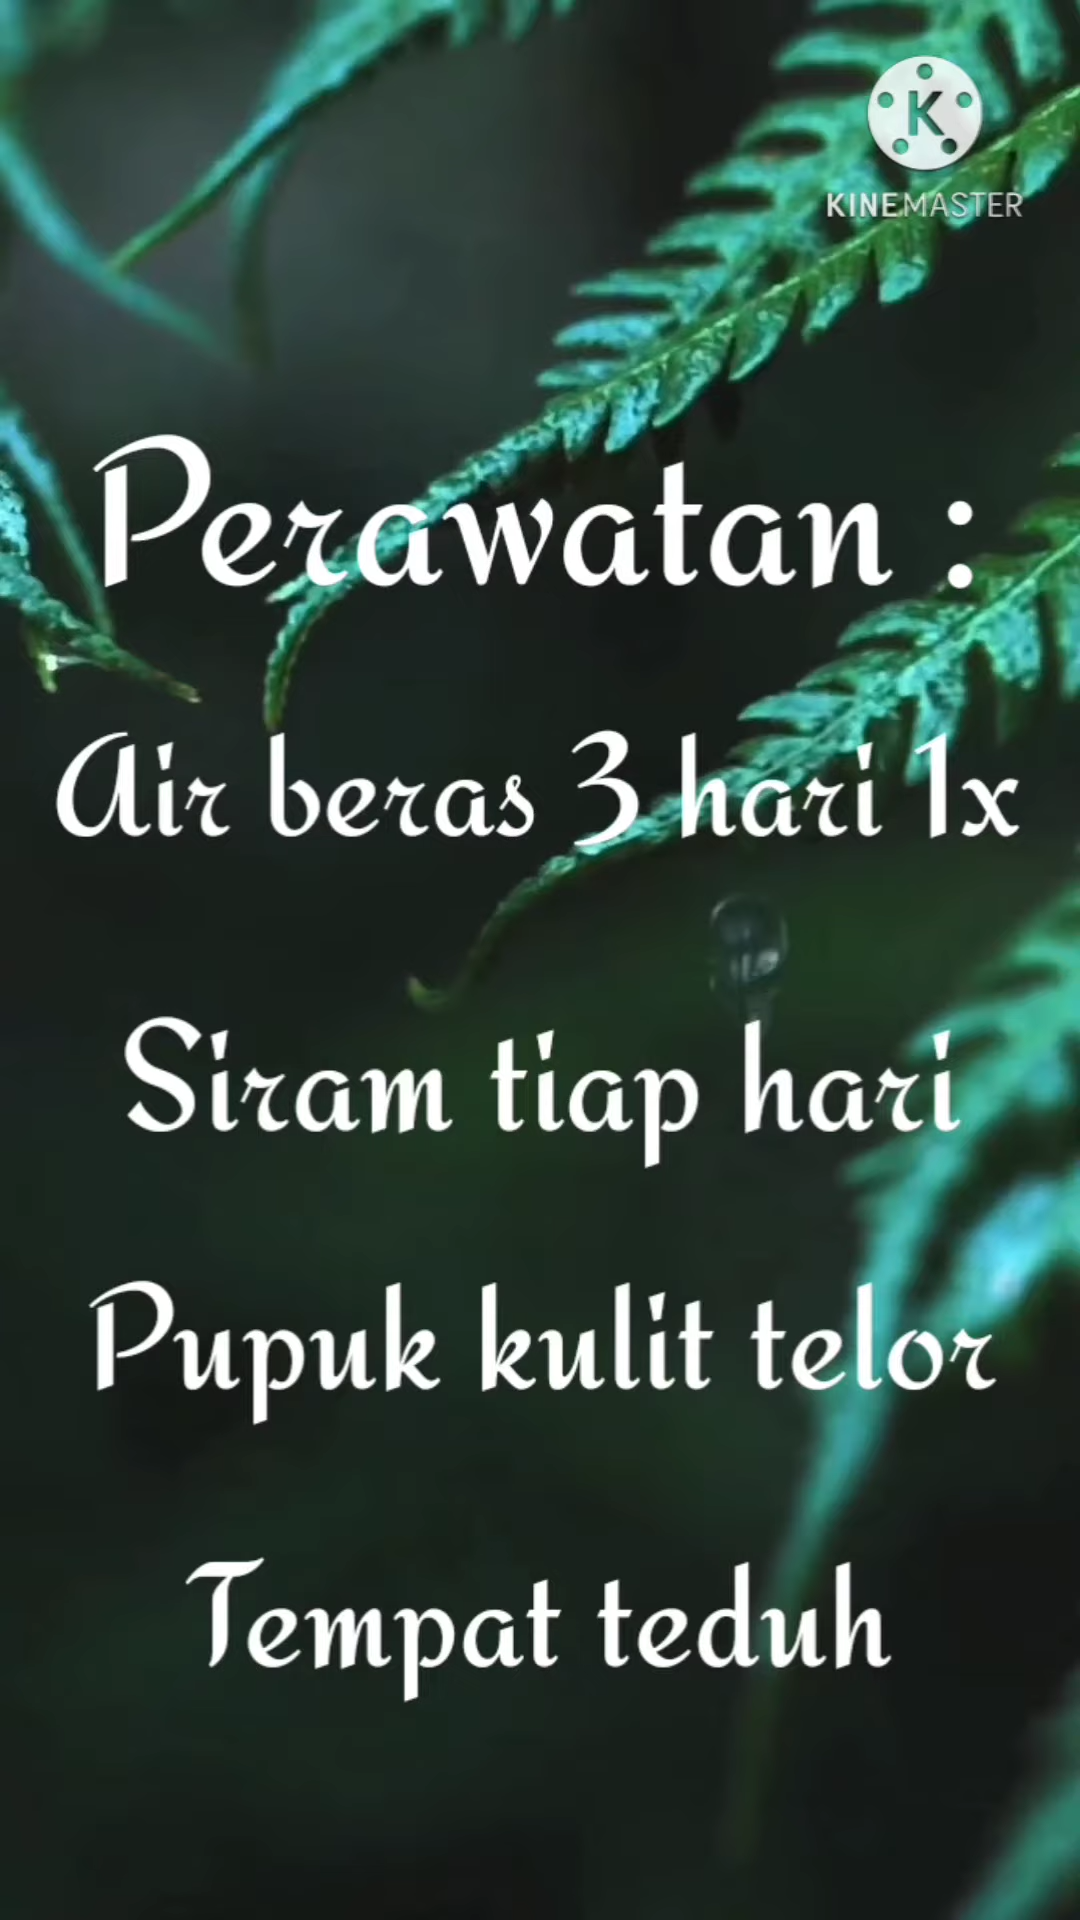 KINEMASTER
Perawatan :
Air beras 3 hari 1x
Siram tiap hari
Pupuk kulit telor
Tempat teduh